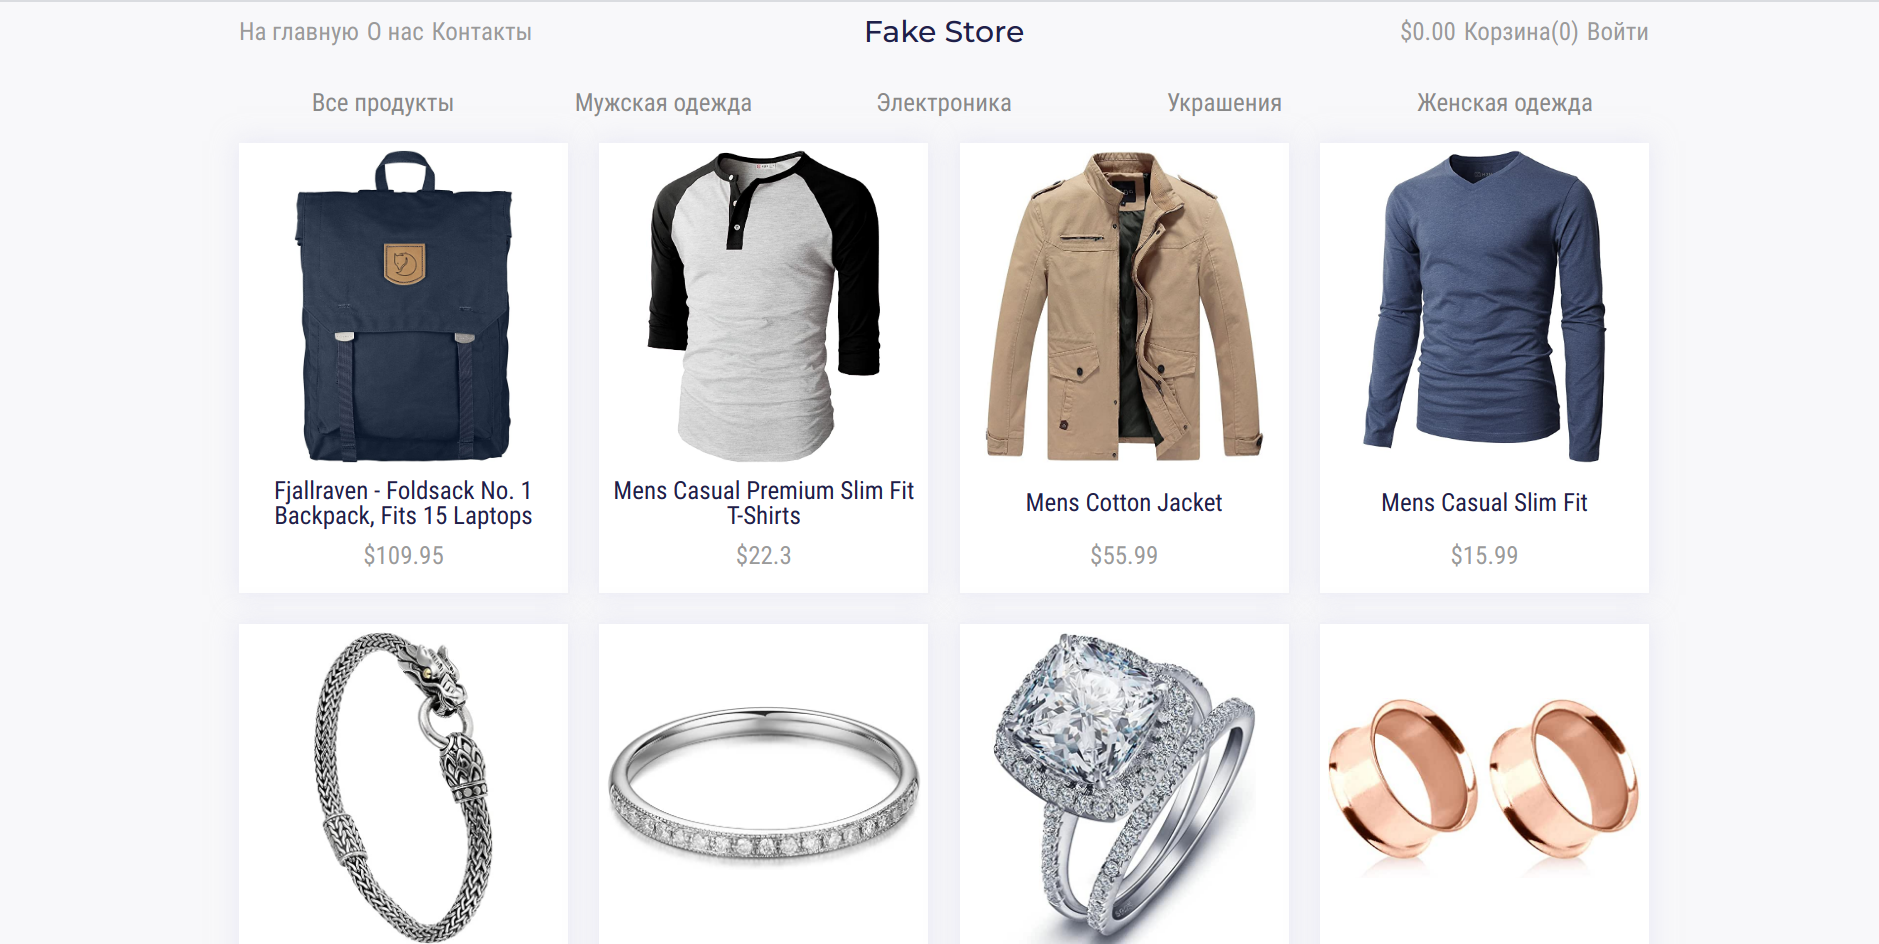 На главную О нас Контакты
Fake Store
$0.00 Корзина(0) Войти
Все продукты
Мужская одежда
Электроника
Украшения
Женская одежда
Fjallraven - Foldsack No. 1
Backpack, Fits 15 Laptops
$109.95
Mens Casual Premium Slim Fit
T-Shirts
$22.3
Mens Cotton Jacket
$55.99
Mens Casual Slim Fit
$15.99